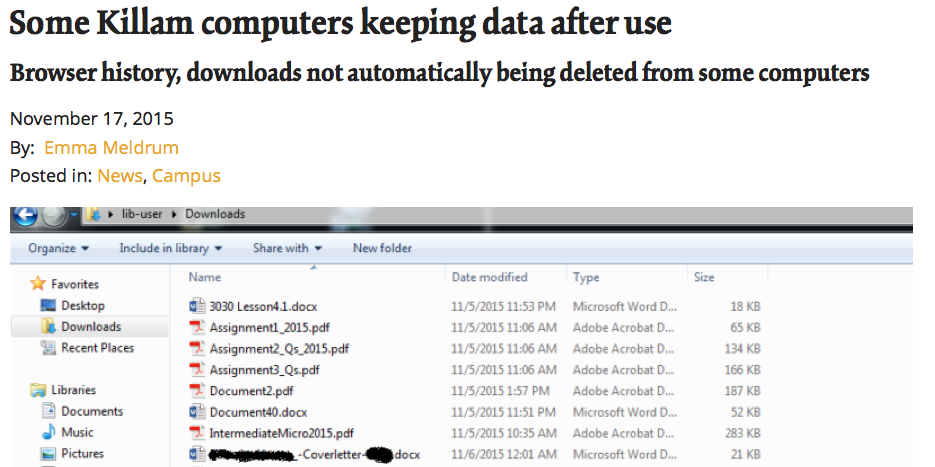 Some Killam computers keeping data after use
Browser history, downloads not automatically being deleted from some computers
November 17, 2015
By: Emma Meldrum
Posted in: News, Campus
lib-user Downloads
Organize Include in library Share with New folder
Favorites
Desktop
Downloads
Recent Places
Libraries
Documents
Music
Pictures
Name Date modified Type Size
3030 Lesson4.1.docx 11/5/2015 11:53 PM Microsoft Word D... 18 KB
Assignment1_2015.pdf 11/5/2015 11:06 AM Adobe Acrobat D... 65 KB
Assignment2_Qs_2015.pdf 11/5/2015 11:06 AM Adobe Acrobat D... 134 KB
Assignment3_Qs.pdf 11/5/2015 11:06 AM Adobe Acrobat D... 166 KB
Document2.pdf 11/5/2015 1:57 PM Adobe Acrobat D... 187 KB
Document40.docx 11/5/2015 11:51 PM Microsoft Word D... 52 KB
IntermediateMicro2015.pdf 11/5/2015 10:35 AM Adobe Acrobat D... 283 KB
_-Coverletter- .docx 11/6/2015 12:01 AM Microsoft Word D... 21 KB